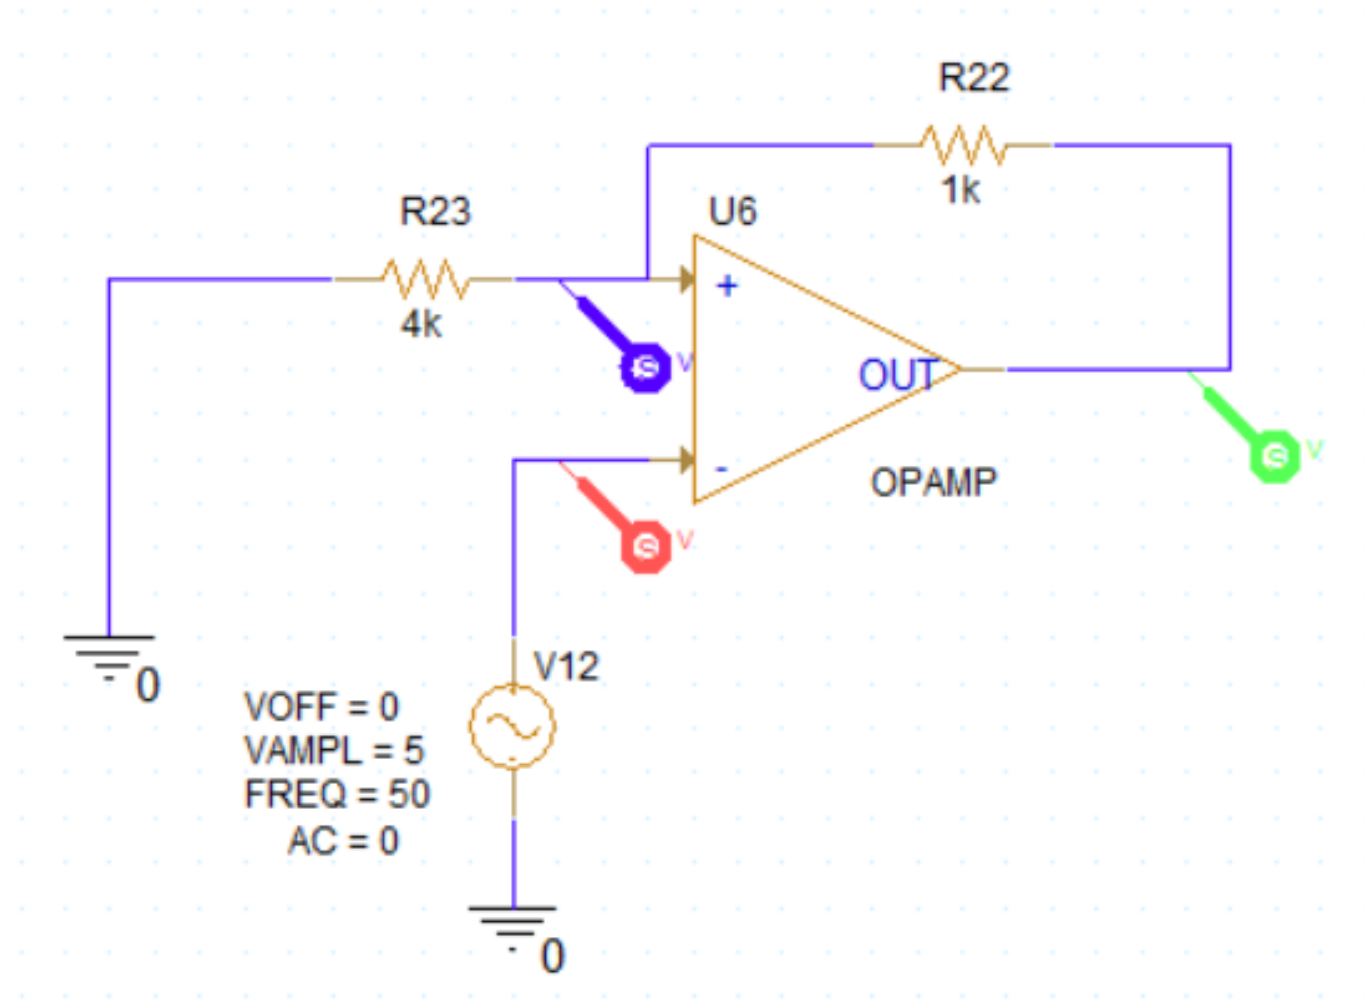 R22
1k
R23
4k
U6
+
V
OUT
-
V
OPAMP
V
0
V12
VOFF = 0
VAMPL = 5
FREQ = 50
AC = 0
0